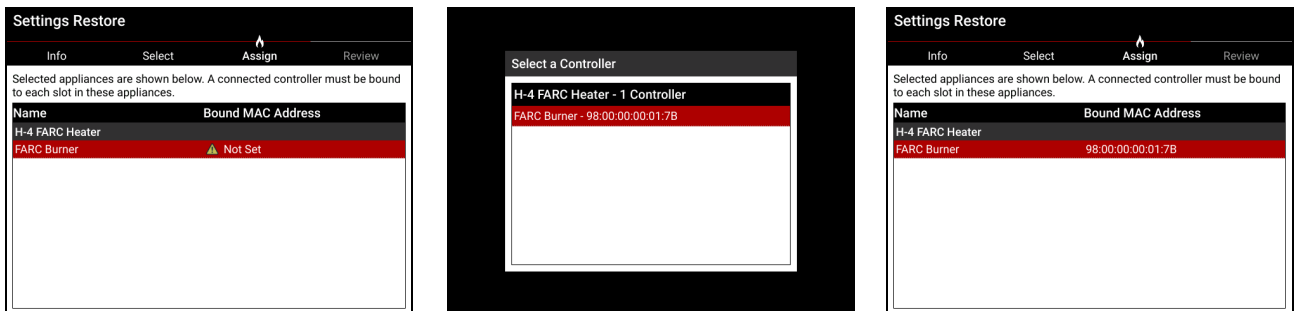 Settings Restore
Info Select Assign Review
Selected appliances are shown below. A connected controller must be bound
to each slot in these appliances.
Name Bound MAC Address
H-4 FARC Heater
FARC Burner Not Set
Select a Controller
H-4 FARC Heater - 1 Controller
FARC Burner - 98:00:00:00:01:7B
Settings Restore
Info Select Assign Review
Selected appliances are shown below. A connected controller must be bound
to each slot in these appliances.
Name Bound MAC Address
H-4 FARC Heater
FARC Burner 98:00:00:00:01:7B